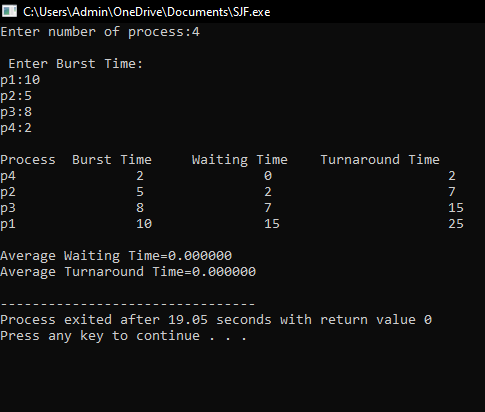 C:\Users\Admin\OneDrive\Documents\SJF.exe
Enter number of process:4
Enter Burst Time:
p1:10
p2:5
p3:8
p4:2
Process  Burst Time     Waiting Time    Turnaround Time
p4               2               0                       2
p2               5               2                       7
p3               8               7                       15
p1               10              15                      25
Average Waiting Time=0.000000
Average Turnaround Time=0.000000
--------------------------------
Process exited after 19.05 seconds with return value 0
Press any key to continue . . .